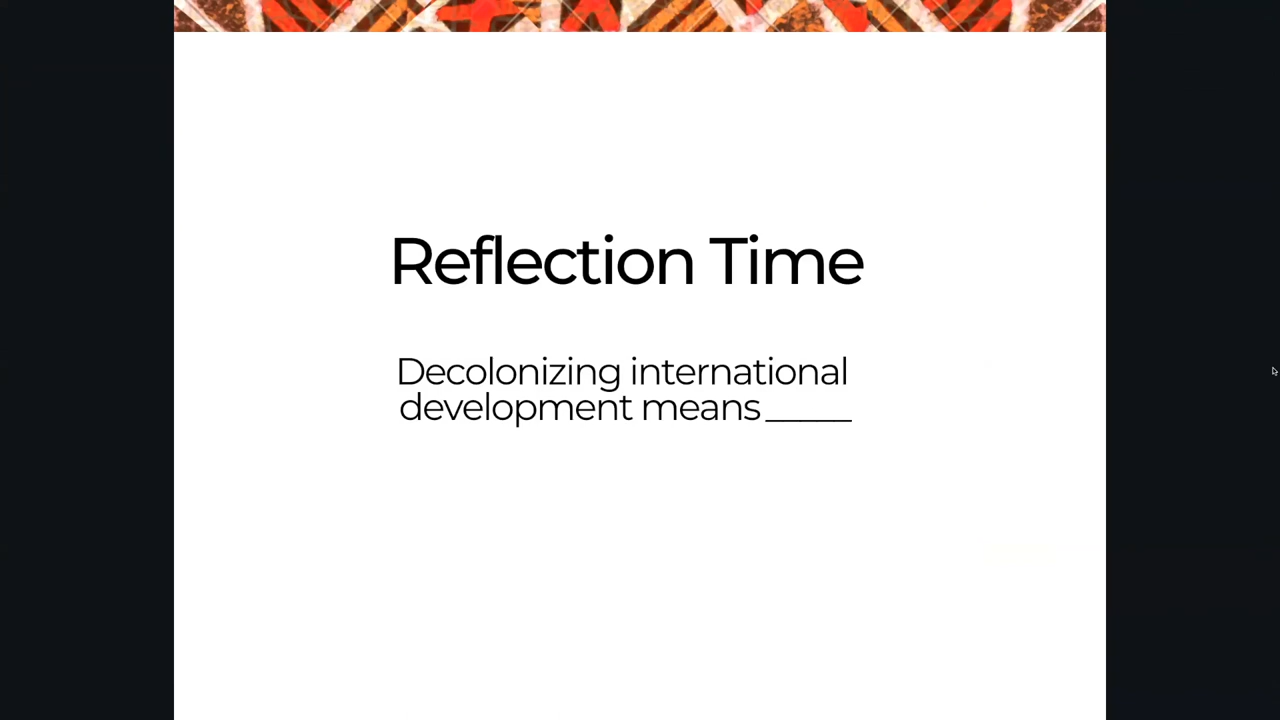 Reflection Time
Decolonizing international
development means_____